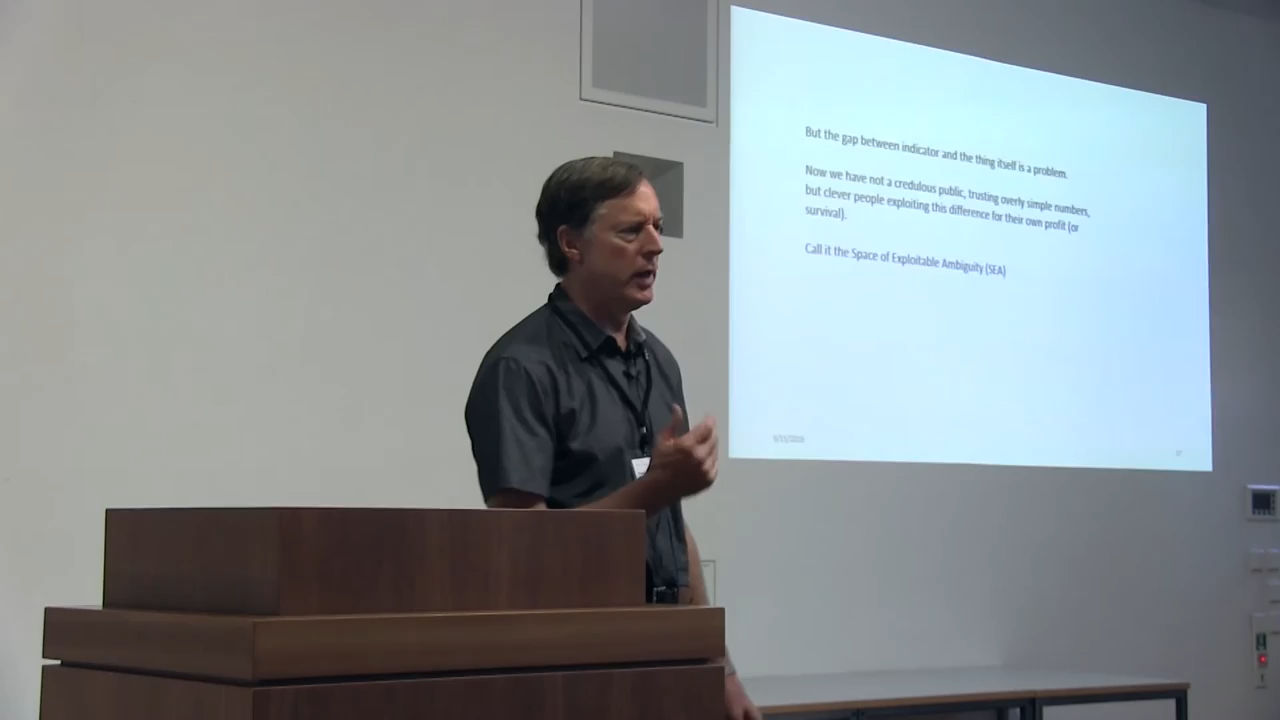 But the gap between indicator and the thing itself is a problem.
Now we have not a credulous public, trusting overly simple numbers,
but clever people exploiting this difference for their own profit (or
survival).
Call it the Space of Exploitable Ambiguity (SEA)